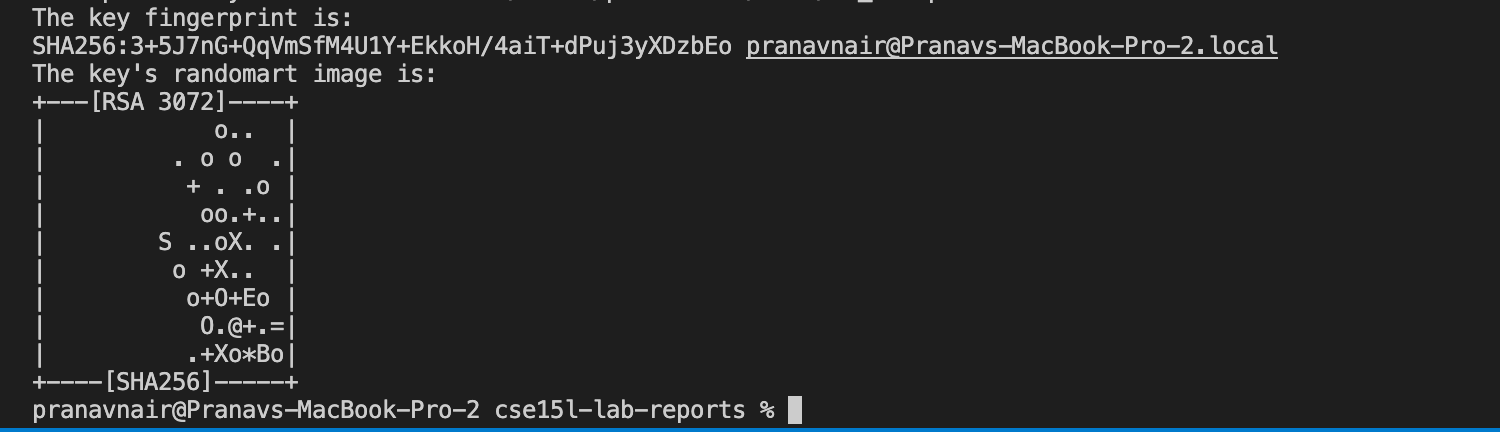 The key fingerprint is:
SHA256:3+5J7nG+QqVmSfM4U1Y+EkkoH/4aiT+dPuj3yXDzbEo pranavnair@Pranavs-MacBook-Pro-2.local
The key's randomart image is:
+---[RSA 3072]----+
|            o..  |
|         . o o  .|
|          + . .o |
|           oo.+..|
|        S ..oX. .|
|         o +X..  |
|          o+O+Eo |
|           O.@+.=|
|          .+Xo*Bo|
+----[SHA256]-----+
pranavnair@Pranavs-MacBook-Pro-2 cse15l-lab-reports %